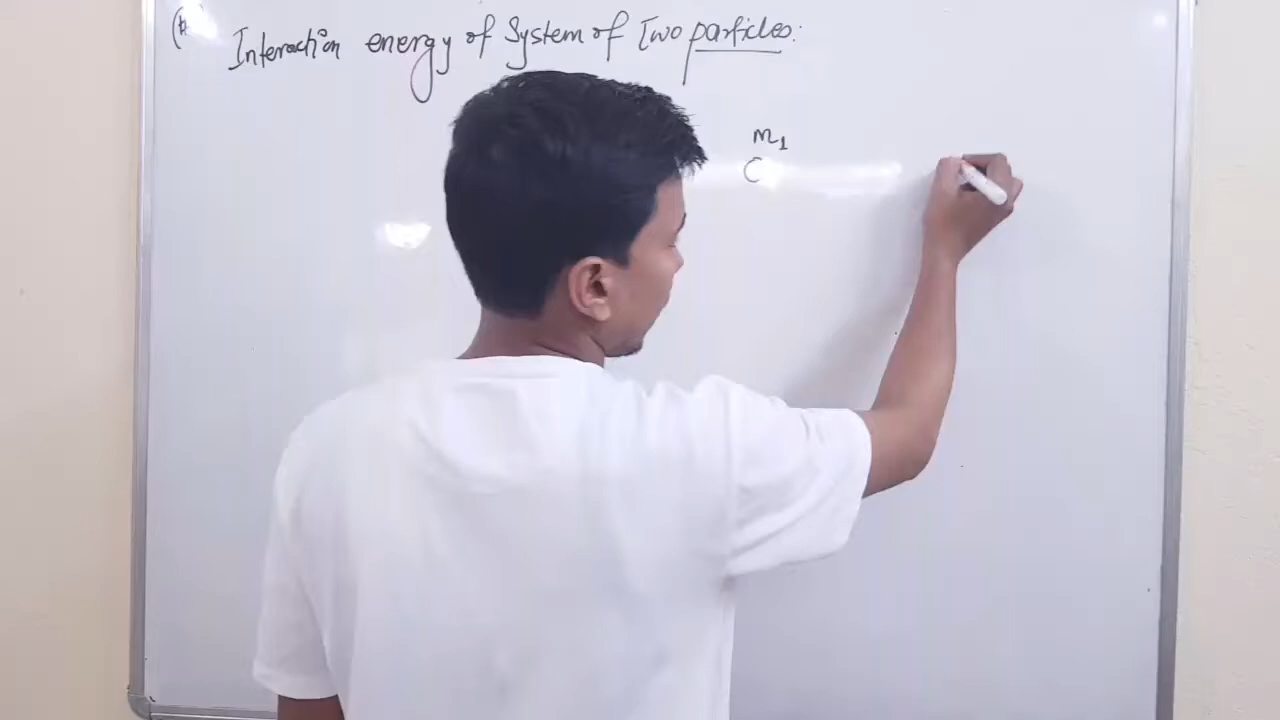 Interaction energy of System of Two particles:
m1